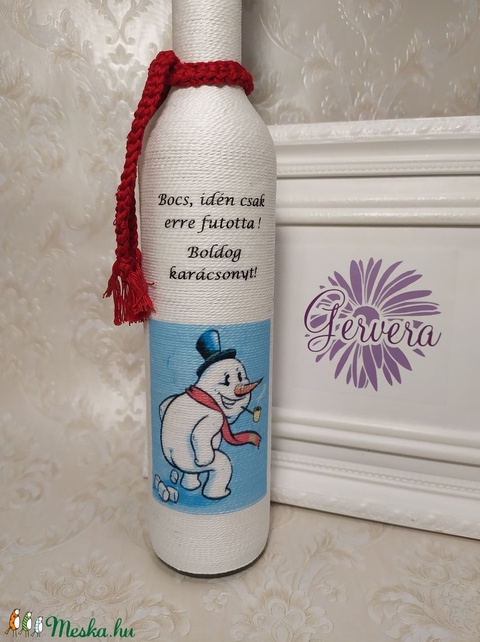 Bocs, idén csak
erre futotta !
Boldog
karácsonyt!
Gervera
Meska.hu